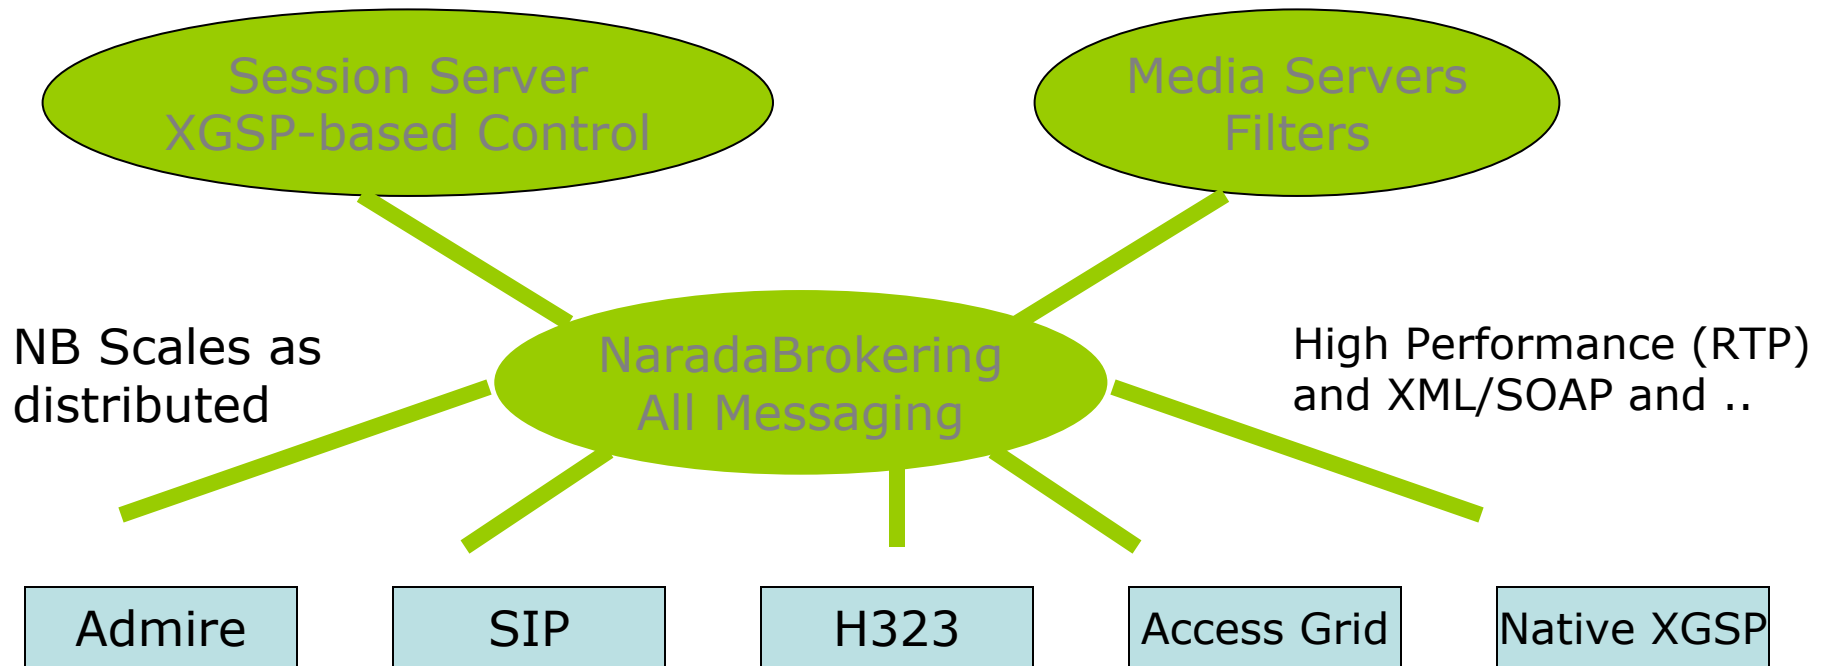 Session Server
XGSP-based Control
Media Servers
Filters
NB Scales as
distributed
NaradaBrokering
All Messaging
High Performance (RTP)
and XML/SOAP and ..
Admire
SIP
H323
Access Grid
Native XGSP